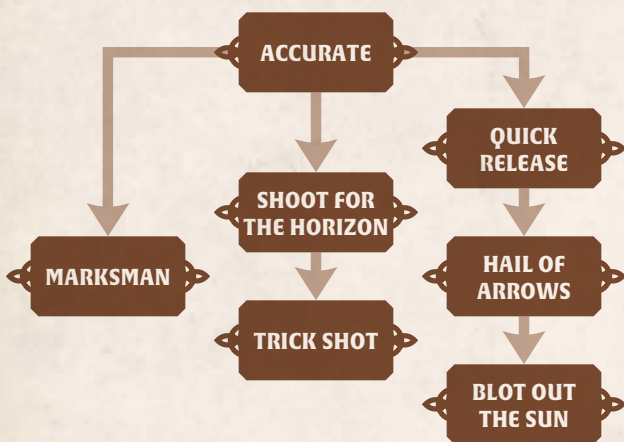 ACCURATE
QUICK
RELEASE
SHOOT FOR
THE HORIZON
MARKSMAN
HAIL OF
ARROWS
TRICK SHOT
BLOT OUT
THE SUN